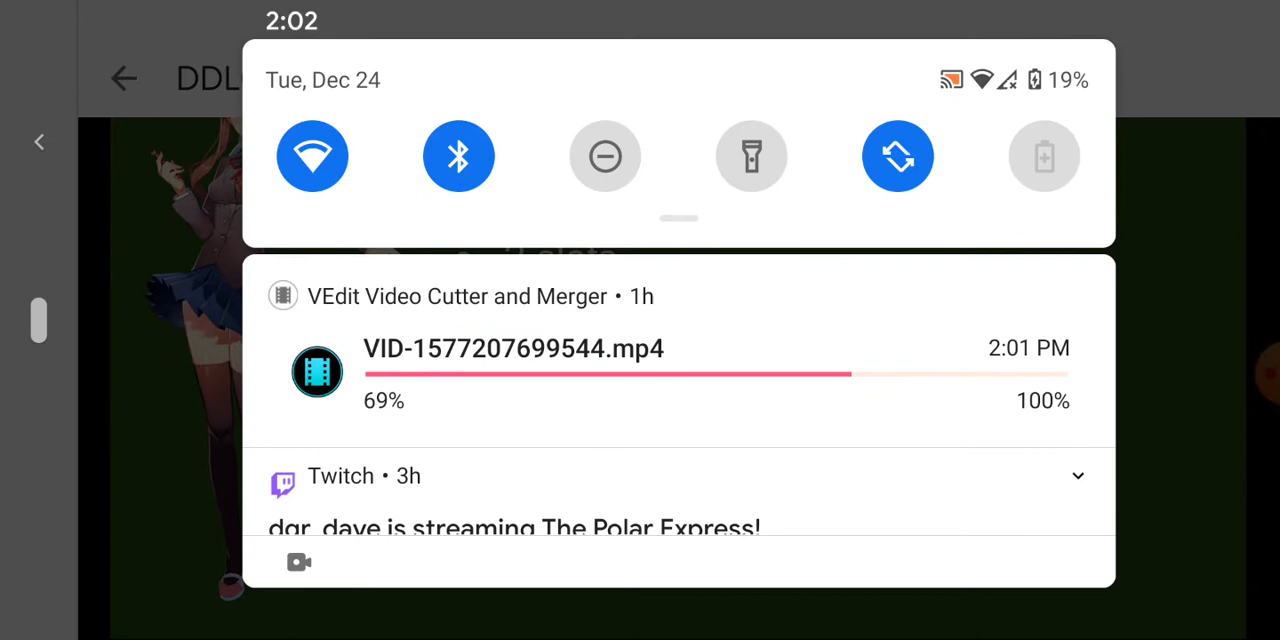 2:02
DDL
Tue, Dec 24
19%
VEdit Video Cutter and Merger • 1h
VID-1577207699544.mp4
2:01 PM
69%
100%
Twitch • 3h
dgr_dave is streaming The Polar Express!